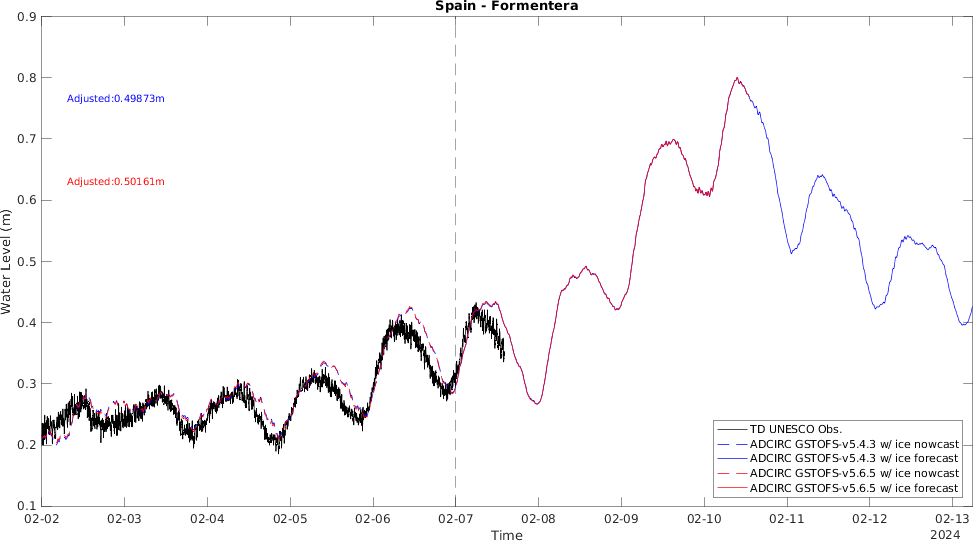 Spain - Formentera
0.9
0.8
0.7
0.6
0.5
0.4
0.3
0.2
0.1
Water Level (m)
Adjusted:0.49873m
Adjusted:0.50161m
TD UNESCO Obs.
ADCIRC GSTOFS-v5.4.3 w/ ice nowcast
ADCIRC GSTOFS-v5.4.3 w/ ice forecast
ADCIRC GSTOFS-v5.6.5 w/ ice nowcast
ADCIRC GSTOFS-v5.6.5 w/ ice forecast
02-02 02-03 02-04 02-05 02-06 02-07 02-08 02-09 02-10 02-11 02-12 02-13
Time
2024